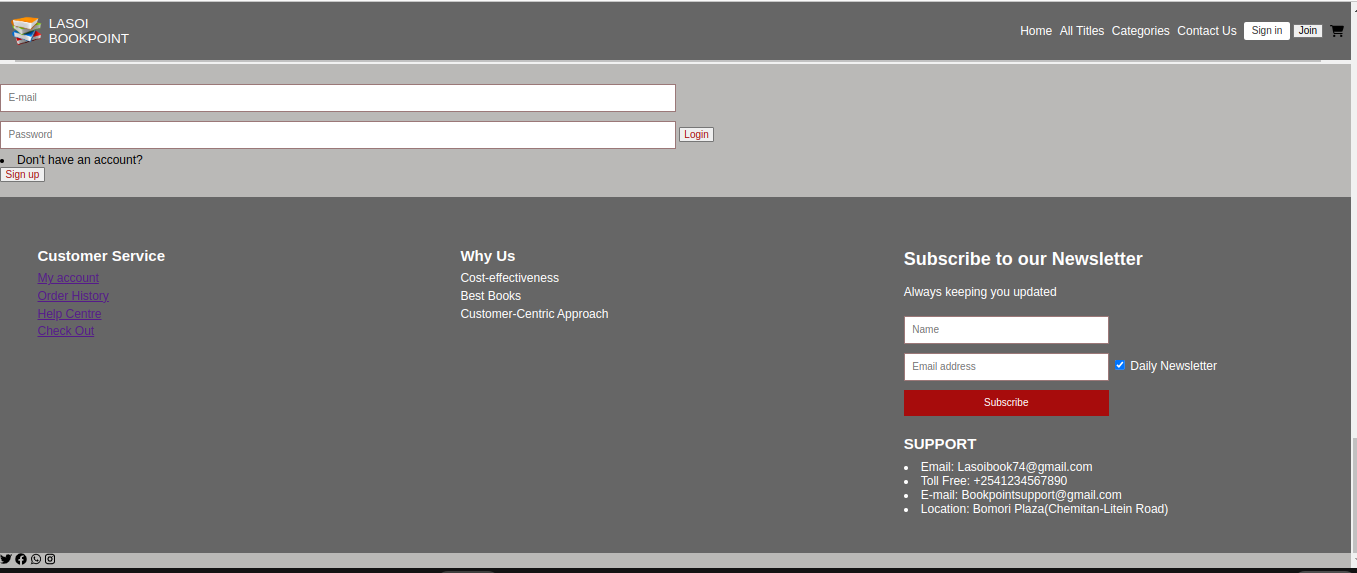 LASOI
BOOKPOINT
Home All Titles Categories Contact Us Sign in Join
E-mail
Password
Login
Don't have an account?
Sign up
Customer Service
My account
Order History
Help Centre
Check Out
Why Us
Cost-effectiveness
Best Books
Customer-Centric Approach
Subscribe to our Newsletter
Always keeping you updated
Name
Email address
Daily Newsletter
Subscribe
SUPPORT
Email: Lasoibook74@gmail.com
Toll Free: +2541234567890
E-mail: Bookpointsupport@gmail.com
Location: Bomori Plaza(Chemitan-Litein Road)